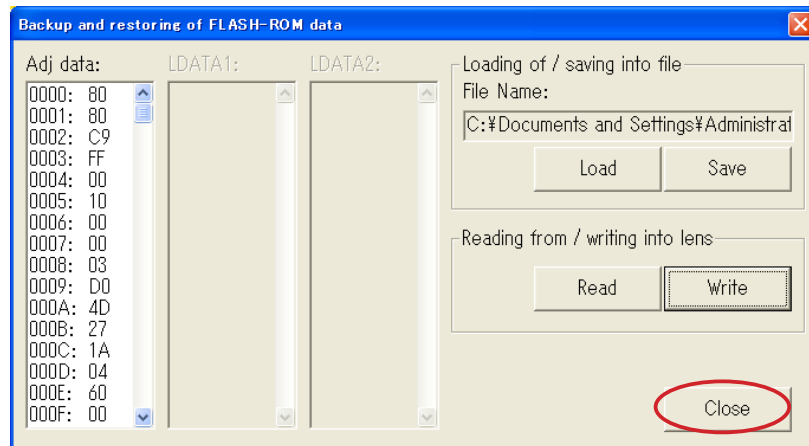 Backup and restoring of FLASH-ROM data
Adj data:
0000: 80
0001: 80
0002: C9
0003: FF
0004: 00
0005: 10
0006: 00
0007: 00
0008: 03
0009: D0
000A: 4D
000B: 27
000C: 1A
000D: 04
000E: 60
000F: 00
LDATA1:
LDATA2:
Loading of / saving into file
File Name:
C:¥Documents and Settings¥Administrat
Load Save
Reading from / writing into lens
Read Write
Close